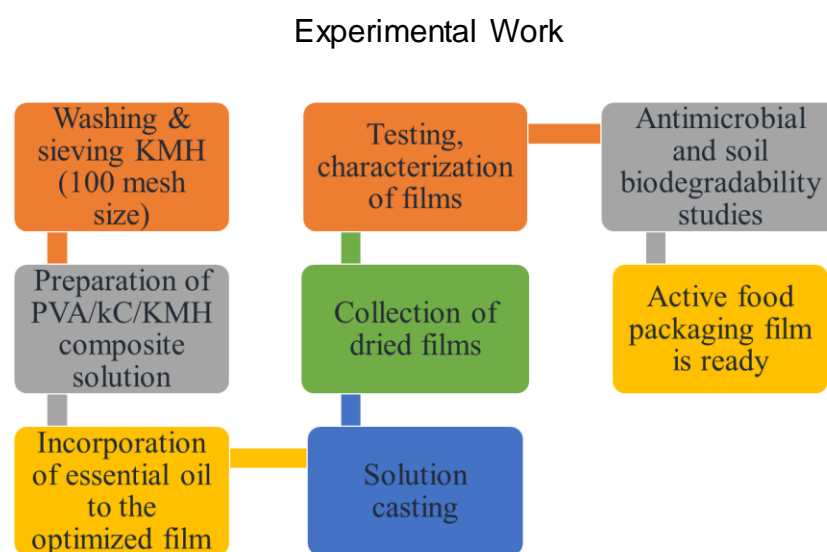 Experimental Work
Washing &
sieving KMH
(100 mesh
size)
Preparation of
PVA/kC/KMH
composite
solution
Incorporation
of essential oil
to the
optimized film
Solution
casting
Collection of
dried films
Testing,
characterization
of films
Antimicrobial
and soil
biodegradability
studies
Active food
packaging film
is ready